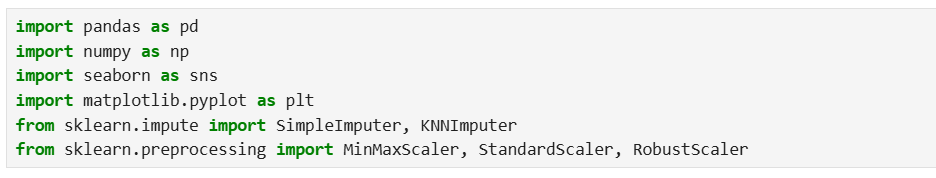 import pandas as pd
import numpy as np
import seaborn as sns
import matplotlib.pyplot as plt
from sklearn.impute import SimpleImputer, KNNImputer
from sklearn.preprocessing import MinMaxScaler, StandardScaler, RobustScaler